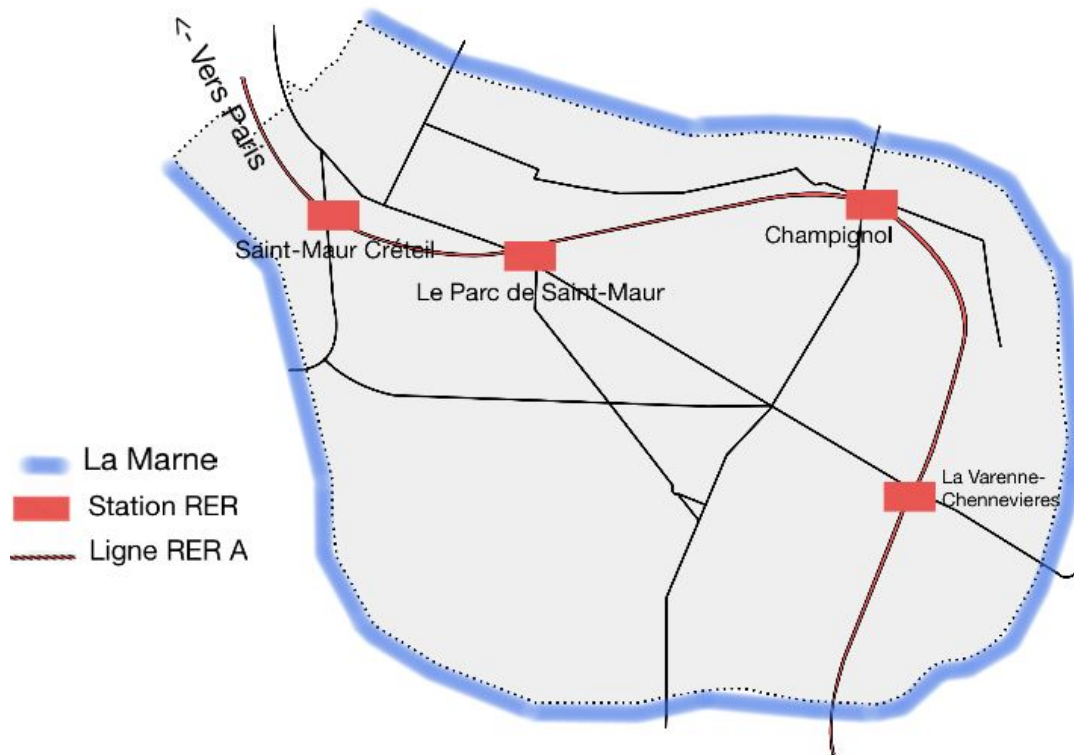 <- Vers Paris
Saint-Maur Créteil
Le Parc de Saint-Maur
Champignol
La Varenne-
Chennevieres
La Marne
Station RER
Ligne RER A